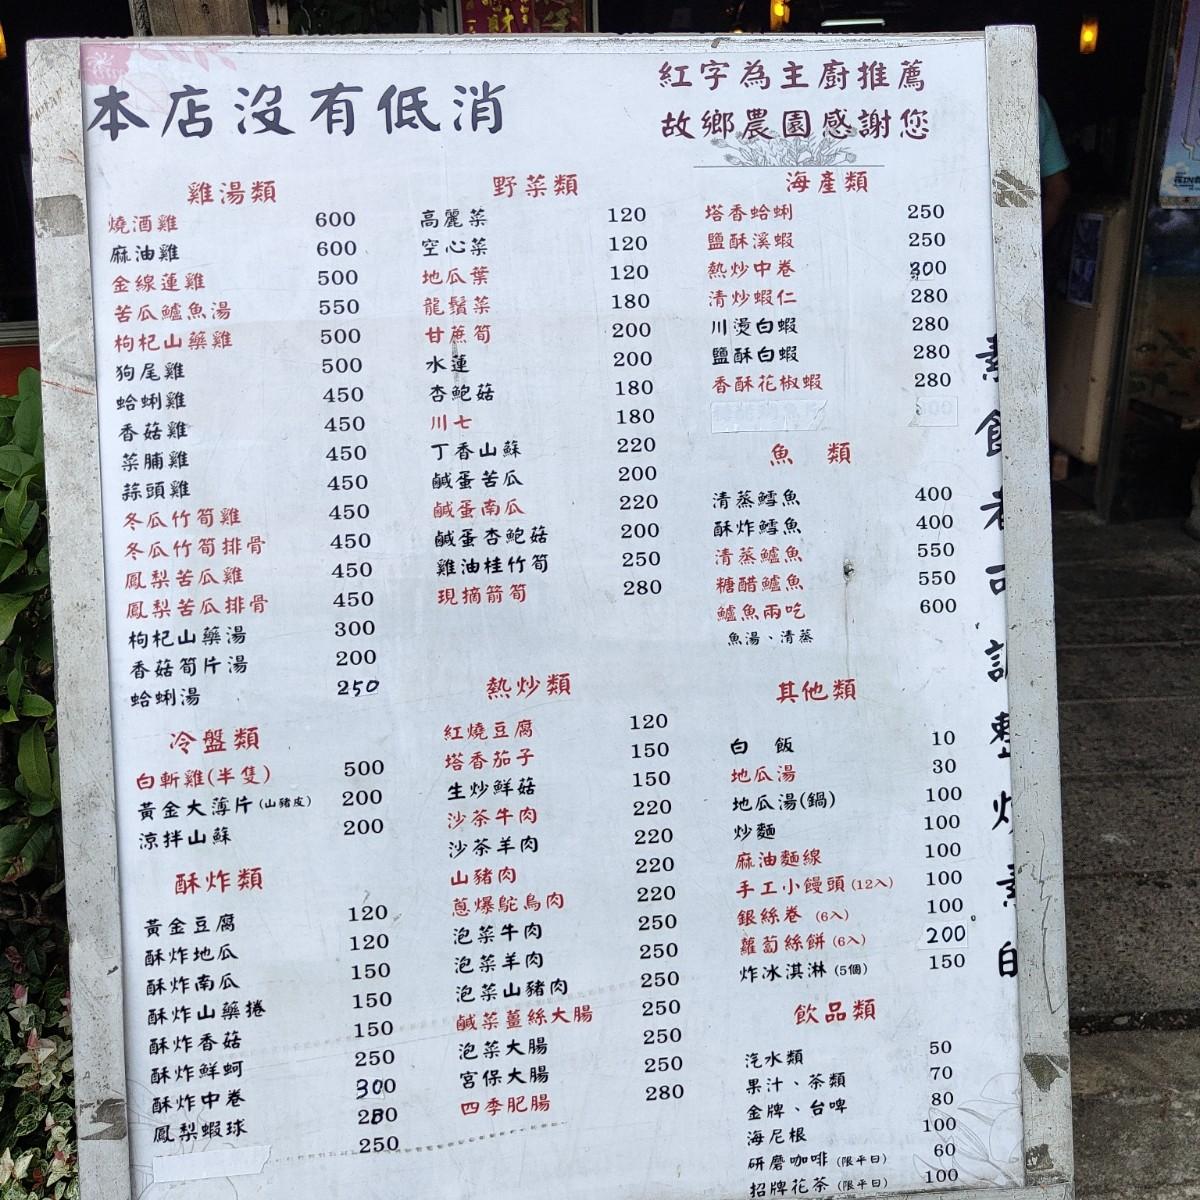 本店沒有低消
紅字為主廚推薦
故鄉農園感謝您
雞湯類
燒酒雞 600
麻油雞 600
金線蓮雞 500
苦瓜鱸魚湯 550
枸杞山藥雞 500
狗尾雞 500
蛤蜊雞 450
香菇雞 450
菜脯雞 450
蒜頭雞 450
冬瓜竹筍雞 450
冬瓜竹筍排骨 450
鳳梨苦瓜雞 450
鳳梨苦瓜排骨 450
枸杞山藥湯 300
香菇筍片湯 200
蛤蜊湯 250
冷盤類
白斬雞(半隻) 500
黃金大薄片(山豬皮) 200
涼拌山蘇 200
酥炸類
黃金豆腐 120
酥炸地瓜 120
酥炸南瓜 150
酥炸山藥捲 150
酥炸香菇 150
酥炸鮮蚵 250
酥炸中卷 300
鳳梨蝦球 280
250
野菜類
高麗菜 120
空心菜 120
地瓜葉 120
龍鬚菜 180
甘蔗筍 200
水蓮 200
杏鮑菇 180
川七 180
丁香山蘇 220
鹹蛋苦瓜 200
鹹蛋南瓜 220
鹹蛋杏鮑菇 200
雞油桂竹筍 250
現摘箭筍 280
熱炒類
紅燒豆腐 120
塔香茄子 150
生炒鮮菇 150
沙茶牛肉 220
沙茶羊肉 220
山豬肉 220
蔥爆鴕鳥肉 220
泡菜牛肉 250
泡菜羊肉 250
泡菜山豬肉 250
鹹菜薑絲大腸 250
泡菜大腸 250
宮保大腸 250
四季肥腸 280
海產類
塔香蛤蜊 250
鹽酥溪蝦 250
熱炒中卷 300
清炒蝦仁 280
川燙白蝦 280
鹽酥白蝦 280
香酥花椒蝦 280
魚 類
清蒸鱈魚 400
酥炸鱈魚 400
清蒸鱸魚 550
糖醋鱸魚 550
鱸魚兩吃 600
魚湯、清蒸
其他類
白 飯 10
地瓜湯 30
地瓜湯(鍋) 100
炒麵 100
麻油麵線 100
手工小饅頭(12入) 100
銀絲卷 (6入) 100
蘿蔔絲餅(6入) 200
炸冰淇淋 (5個) 150
飲品類
汽水類 50
果汁、茶類 70
金牌、台啤 80
海尼根 100
研磨咖啡 (限平日) 60
招牌花茶 (限平日) 100
素食者可調整炒素的